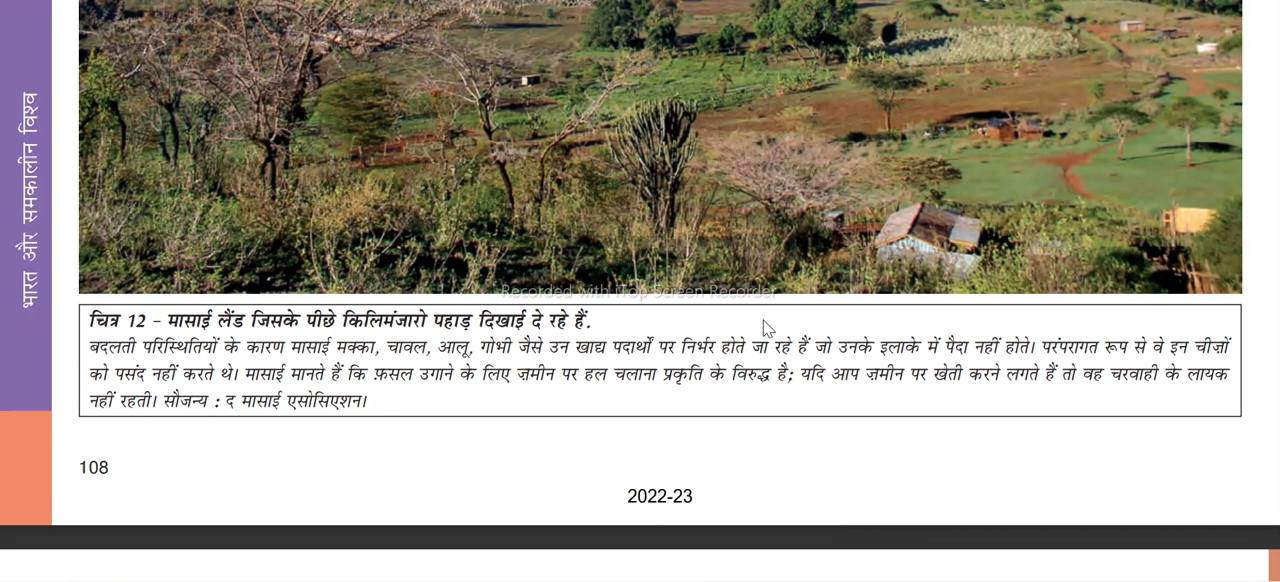 भारत और समकालीन विश्व
Recorded with iTop Screen Recorder
चित्र 12 – मासाई लैंड जिसके पीछे किलिमंजारो पहाड़ दिखाई दे रहे हैं.
बदलती परिस्थितियों के कारण मासाई मक्का, चावल, आलू, गोभी जैसे उन खाद्य पदार्थों पर निर्भर होते जा रहे हैं जो उनके इलाके में पैदा नहीं होते। परंपरागत रूप से वे इन चीज़ों
को पसंद नहीं करते थे। मासाई मानते हैं कि फ़सल उगाने के लिए ज़मीन पर हल चलाना प्रकृति के विरुद्ध है; यदि आप ज़मीन पर खेती करने लगते हैं तो वह चरवाही के लायक
नहीं रहती। सौजन्य : द मासाई एसोसिएशन।
108
2022-23